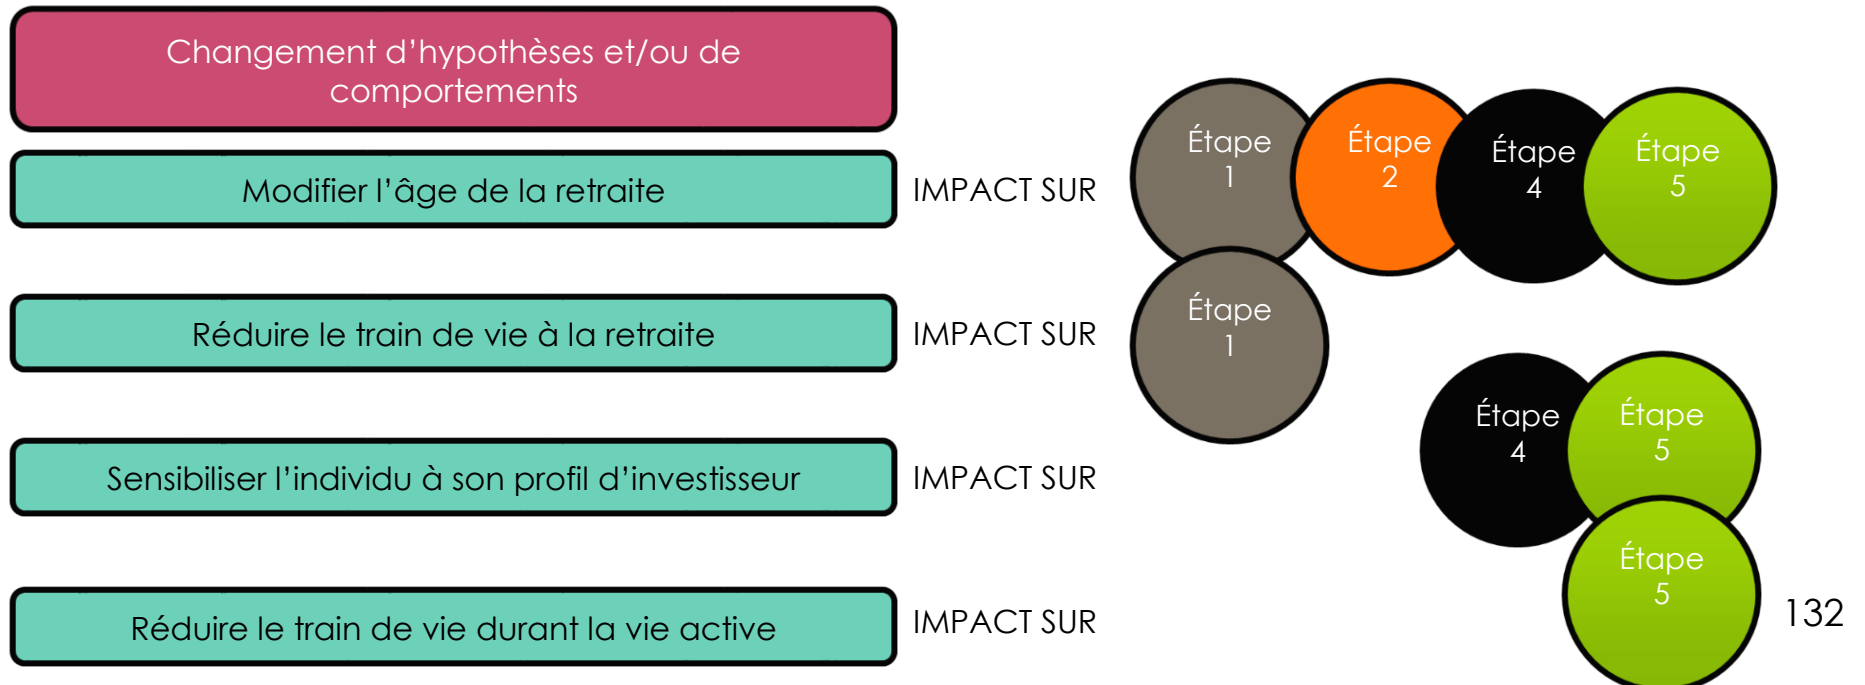 Changement d’hypothèses et/ou de
comportements
Modifier l’âge de la retraite
IMPACT SUR
Étape
1
Étape
2
Étape
4
Étape
5
Réduire le train de vie à la retraite
IMPACT SUR
Étape
1
Sensibiliser l’individu à son profil d’investisseur
IMPACT SUR
Étape
4
Étape
5
Réduire le train de vie durant la vie active
IMPACT SUR
Étape
5
132